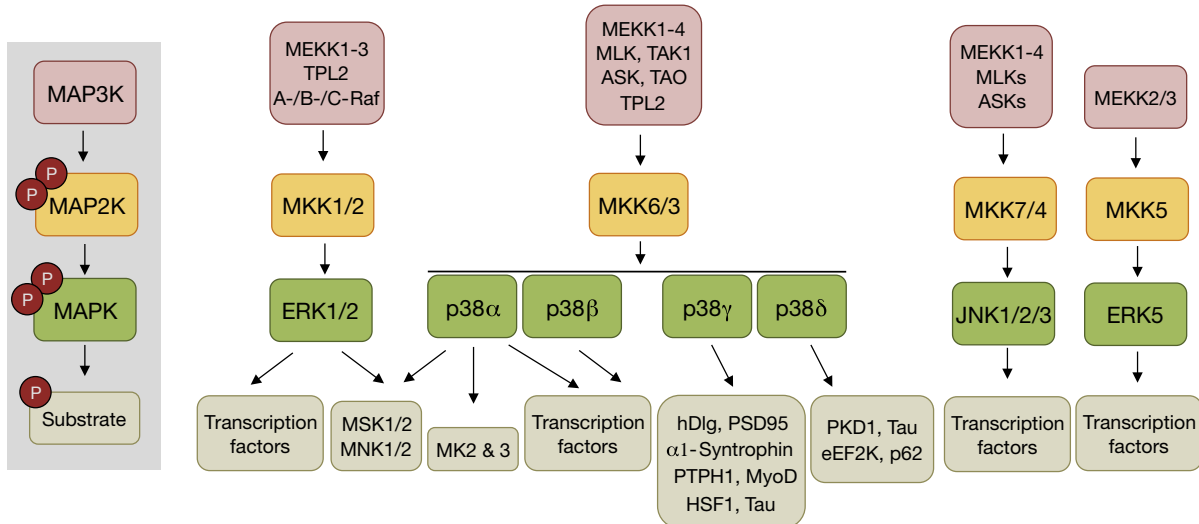 MAP3K
P
P
MAP2K
P
P
MAPK
P
Substrate
MEKK1-3
TPL2
A-/B-/C-Raf
MKK1/2
ERK1/2
Transcription
factors
MSK1/2
MNK1/2
MEKK1-4
MLK, TAK1
ASK, TAO
TPL2
MKK6/3
p38α
p38β
p38γ
p38δ
MK2 & 3
Transcription
factors
hDlg, PSD95
α1-Syntrophin
PTPH1, MyoD
HSF1, Tau
PKD1, Tau
eEF2K, p62
MEKK1-4
MLKs
ASKs
MKK7/4
JNK1/2/3
Transcription
factors
MEKK2/3
MKK5
ERK5
Transcription
factors